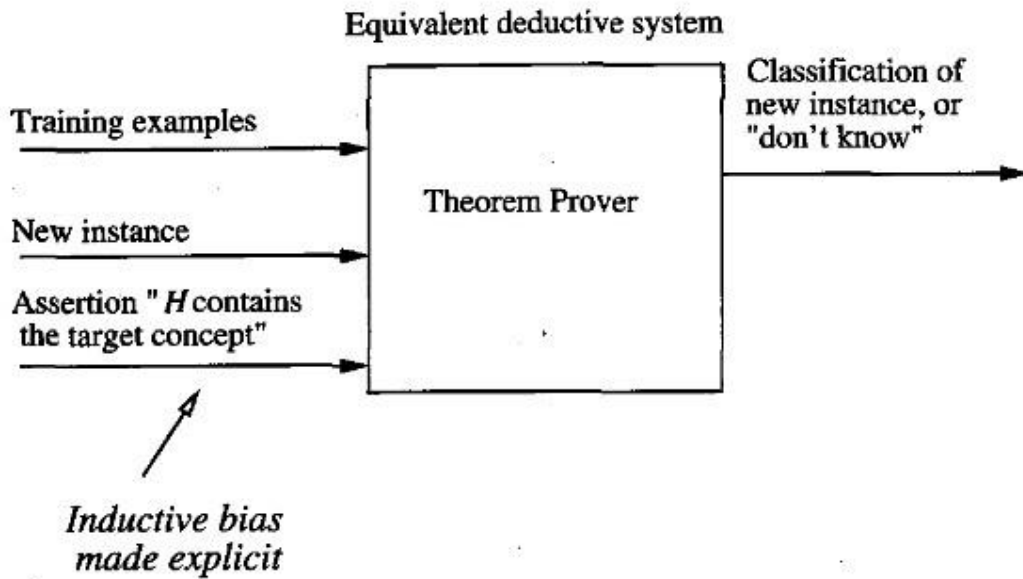 Equivalent deductive system
Training examples
New instance
Assertion " H contains
the target concept"
Inductive bias
made explicit
Theorem Prover
Classification of
new instance, or
"don't know"